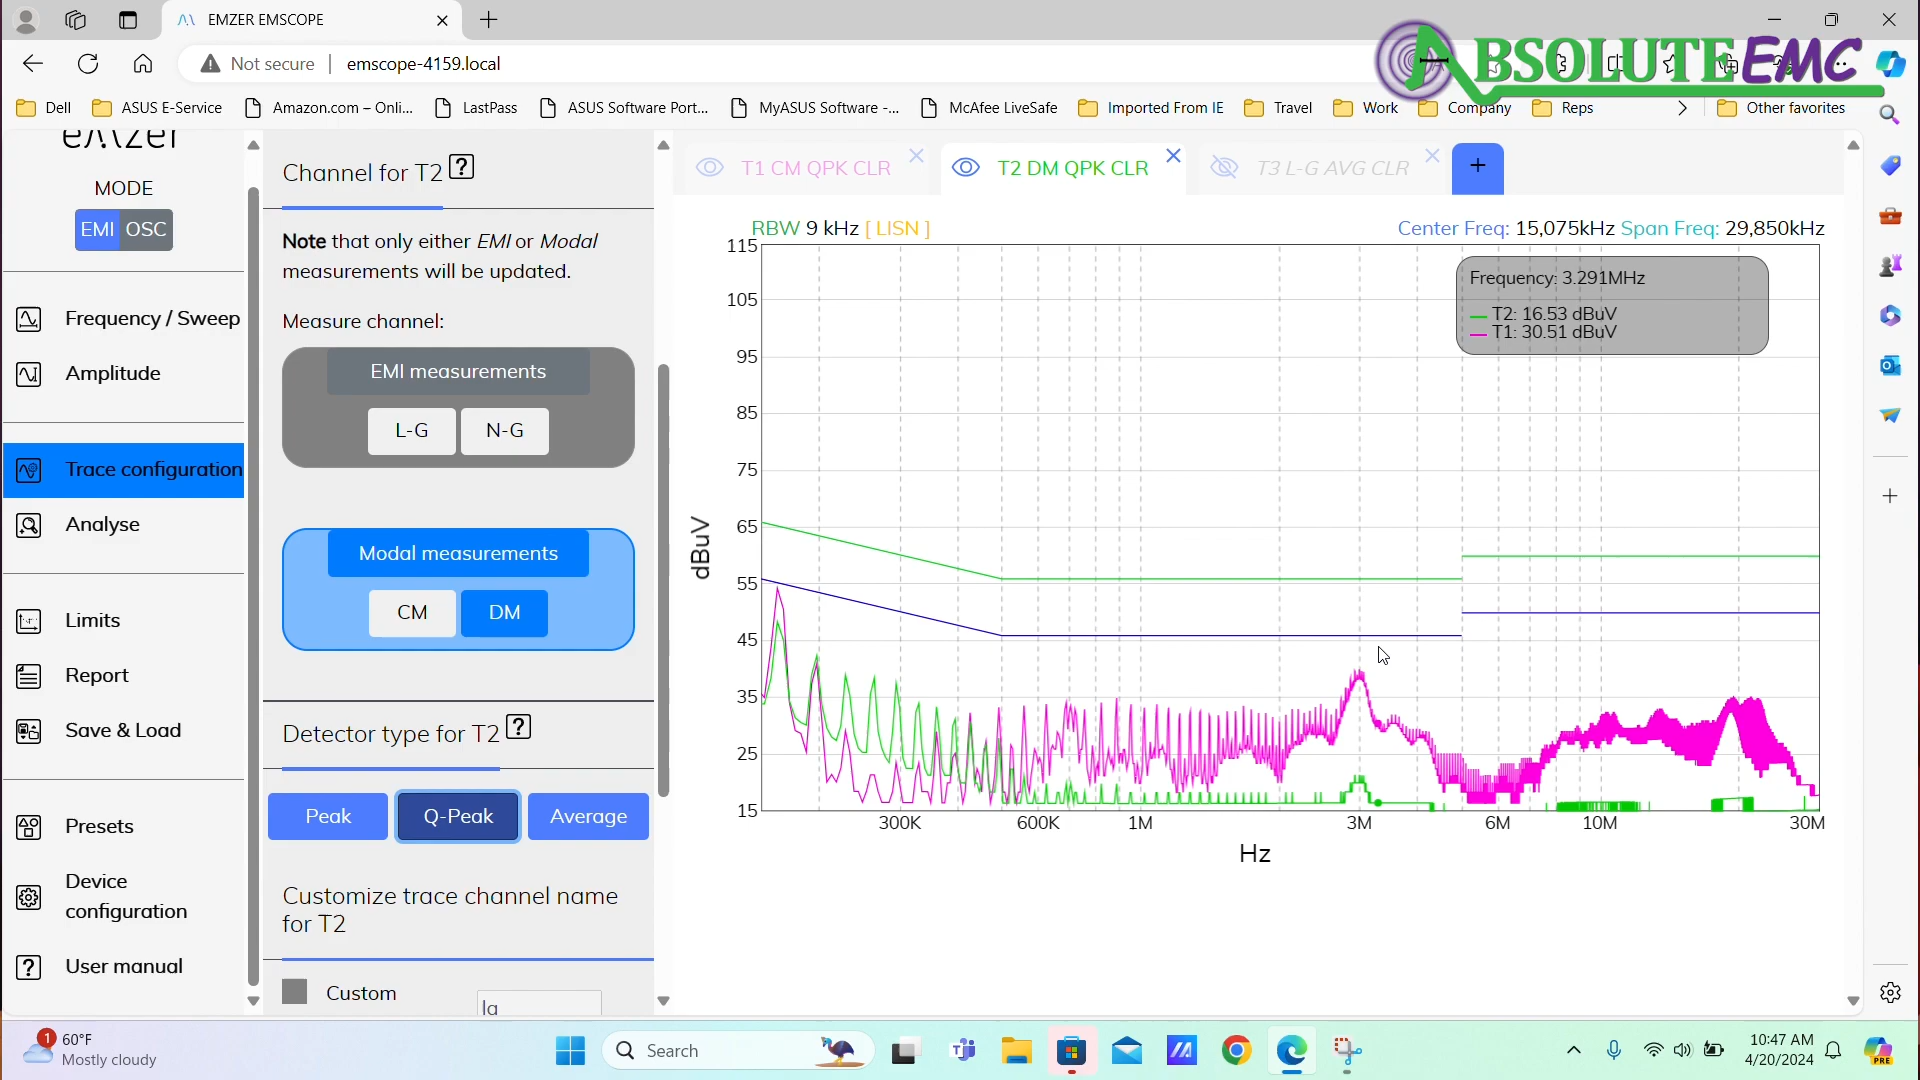 EMZER EMSCOPE
Not secure
emscope-4159.local
ABSOLUTE EMC
Dell
ASUS E-Service
Amazon.com – Onli...
LastPass
ASUS Software Port...
MyASUS Software -...
McAfee LiveSafe
Imported From IE
Travel
Work
Company
Reps
Other favorites
MODE
EMI OSC
Frequency / Sweep
Amplitude
Trace configuration
Analyse
Limits
Report
Save & Load
Presets
Device
configuration
User manual
Channel for T2 ?
Note that only either EMI or Modal
measurements will be updated.
Measure channel:
EMI measurements
L-G N-G
Modal measurements
CM DM
Detector type for T2 ?
Peak Q-Peak Average
Customize trace channel name
for T2
Custom
T1 CM QPK CLR
T2 DM QPK CLR
T3 L-G AVG CLR
+
RBW 9 kHz [ LISN ]
Center Freq: 15,075kHz Span Freq: 29,850kHz
Frequency: 3.291MHz
T2: 16.53 dBuV
T1: 30.51 dBuV
115
105
95
85
75
65
55
45
35
25
15
dBuV
300K 600K 1M 3M 6M 10M 30M
Hz
1
60°F
Mostly cloudy
Search
10:47 AM
4/20/2024
PRE